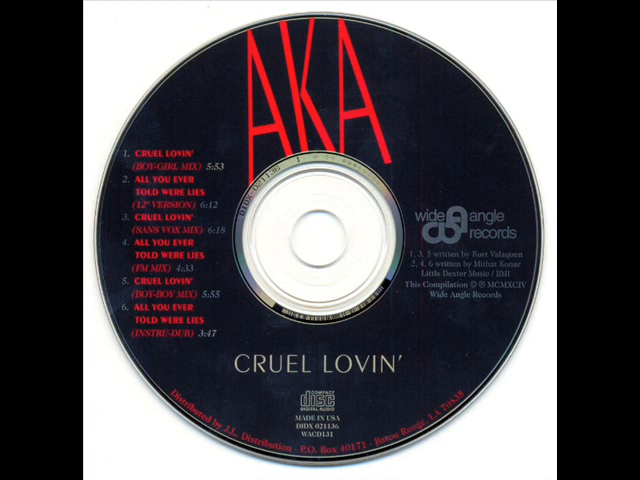 AKA
1. CRUEL LOVIN'
(BOY-GIRL MIX) 5:53
2. ALL YOU EVER
TOLD WERE LIES
(12" VERSION) 6:12
3. CRUEL LOVIN'
(SANS VOX MIX) 6:18
4. ALL YOU EVER
TOLD WERE LIES
(FM MIX) 4:33
5. CRUEL LOVIN'
(BOY-BOY MIX) 5:55
6. ALL YOU EVER
TOLD WERE LIES
(INSTRU-DUB) 3:47
DIDX-021136 1
wide angle
records
1, 3, 5 written by Kurt Valaquen
2, 4, 6 written by Mithat Konar
Little Dexter Music / BMI
This Compilation © ℗ MCMXCIV
Wide Angle Records
CRUEL LOVIN'
COMPACT
disc
DIGITAL AUDIO
MADE IN USA
DIDX 021136
WACD131
Distributed by J.L. Distribution - P.O. Box 40171 - Baton Rouge, LA 70835